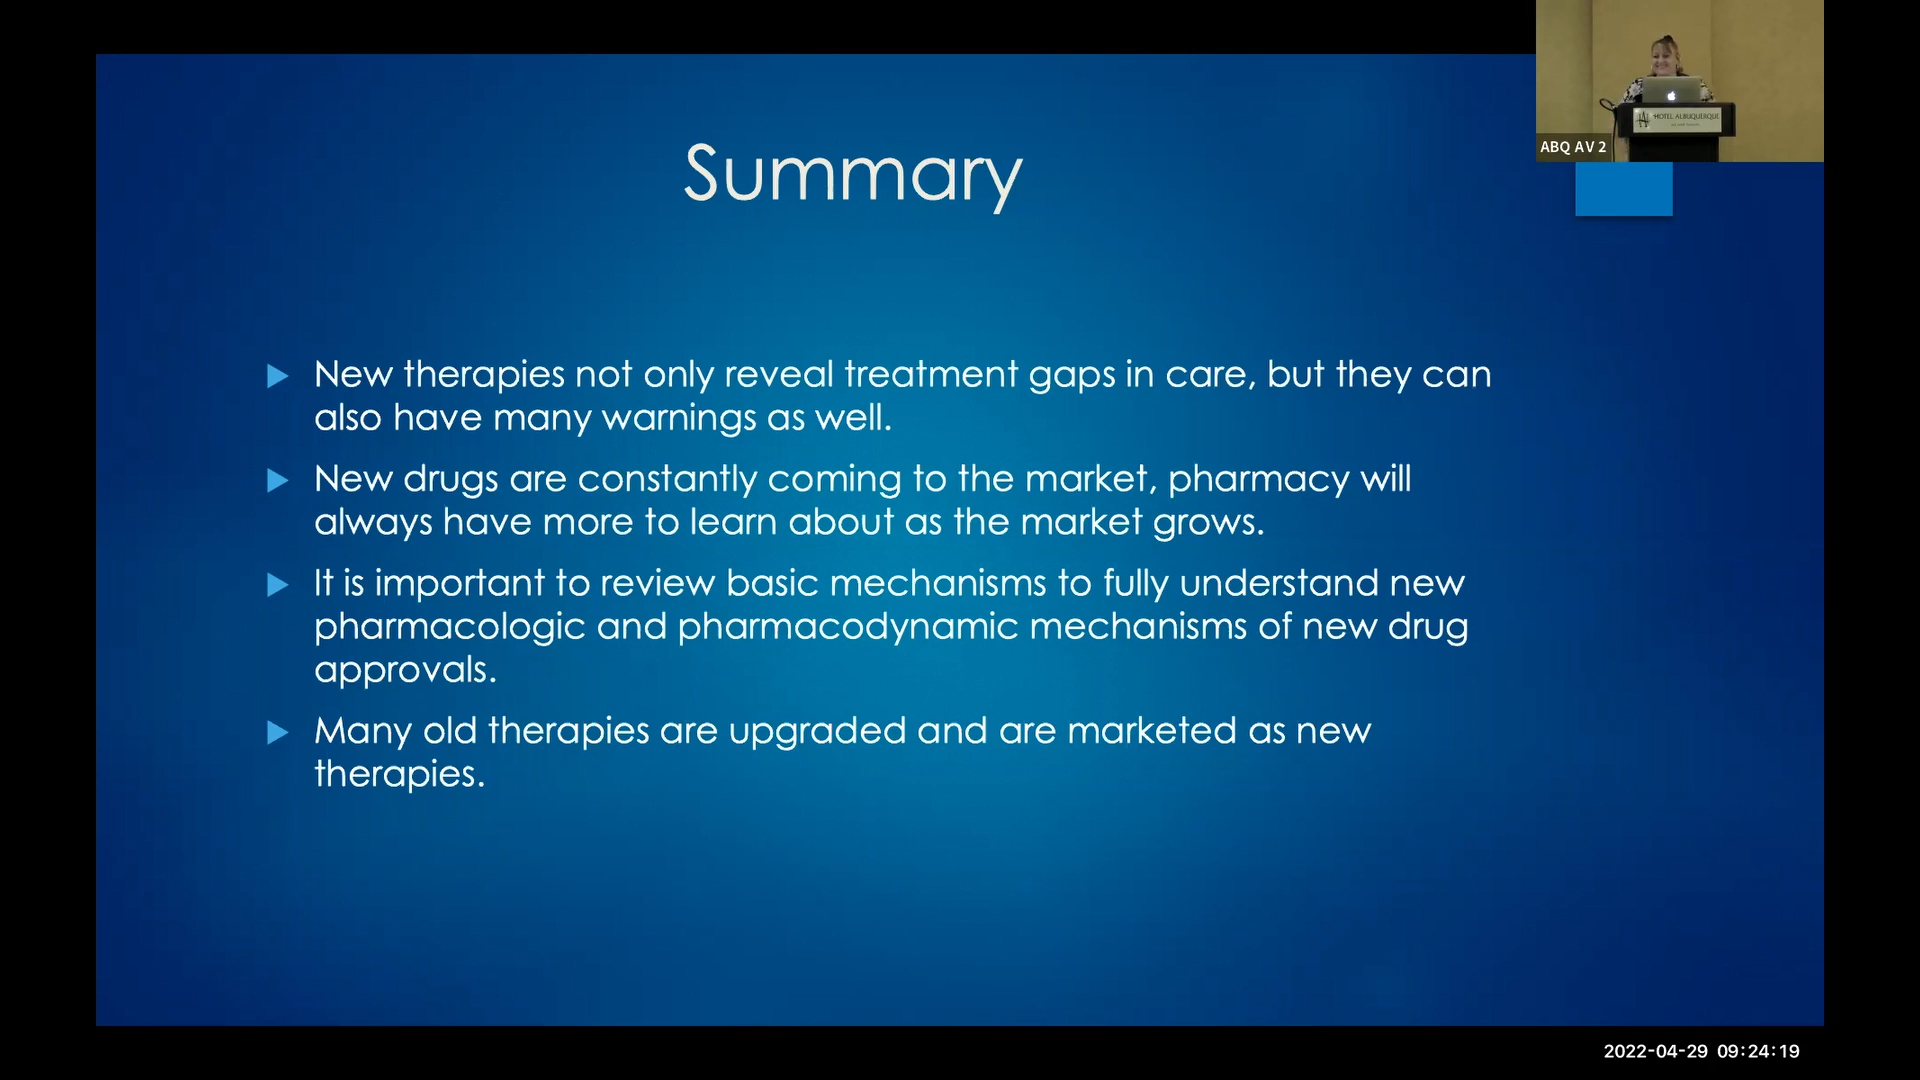 HOTEL ALBUQUERQUE
ABQ AV 2
Summary
New therapies not only reveal treatment gaps in care, but they can
also have many warnings as well.
New drugs are constantly coming to the market, pharmacy will
always have more to learn about as the market grows.
It is important to review basic mechanisms to fully understand new
pharmacologic and pharmacodynamic mechanisms of new drug
approvals.
Many old therapies are upgraded and are marketed as new
therapies.
2022-04-29 09:24:19